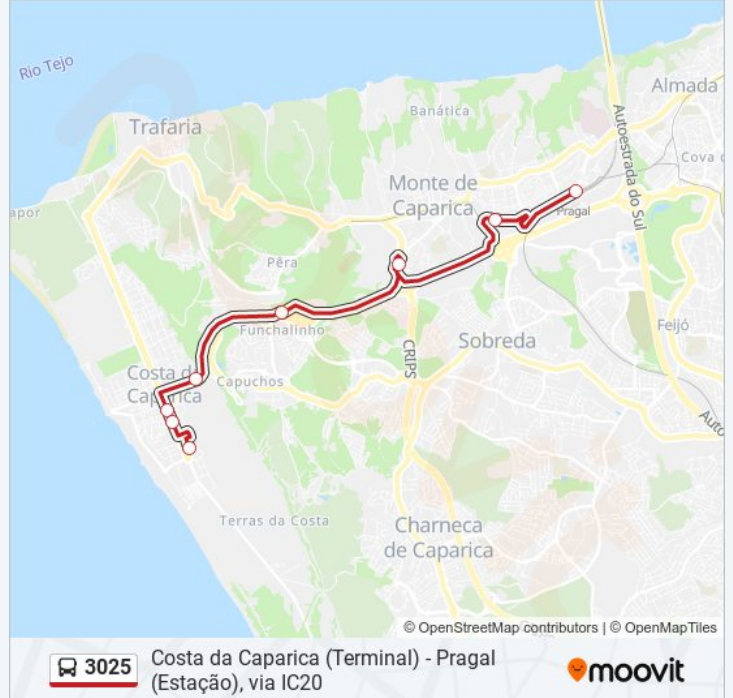 Rio Tejo
Almada
Trafaria
Banática
Autoestrada do Sul
Cova d
apor
Monte de
Caparica
Pragal
Pêra
Funchalinho
CRIPS
Sobreda
Feijó
Costa d
Caparica
Capuchos
Auto
Terras da Costa
Charneca
de Caparica
© OpenStreetMap contributors | © OpenMapTiles
3025
Costa da Caparica (Terminal) - Pragal
(Estação), via IC20
moovit